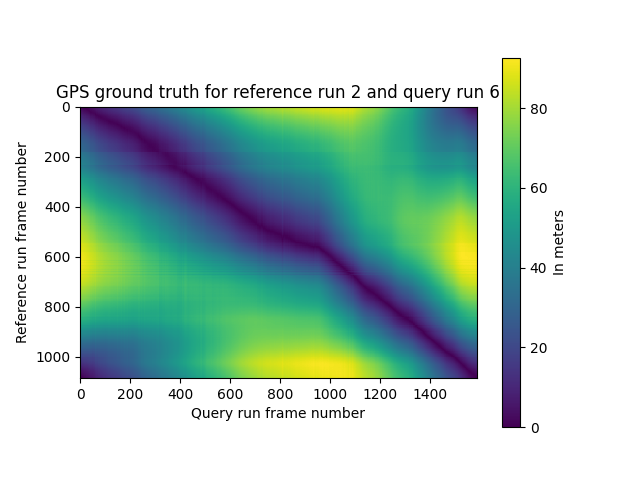 GPS ground truth for reference run 2 and query run 6
Reference run frame number
0
200
400
600
800
1000
0 200 400 600 800 1000 1200 1400
Query run frame number
80
60
40
20
0
In meters